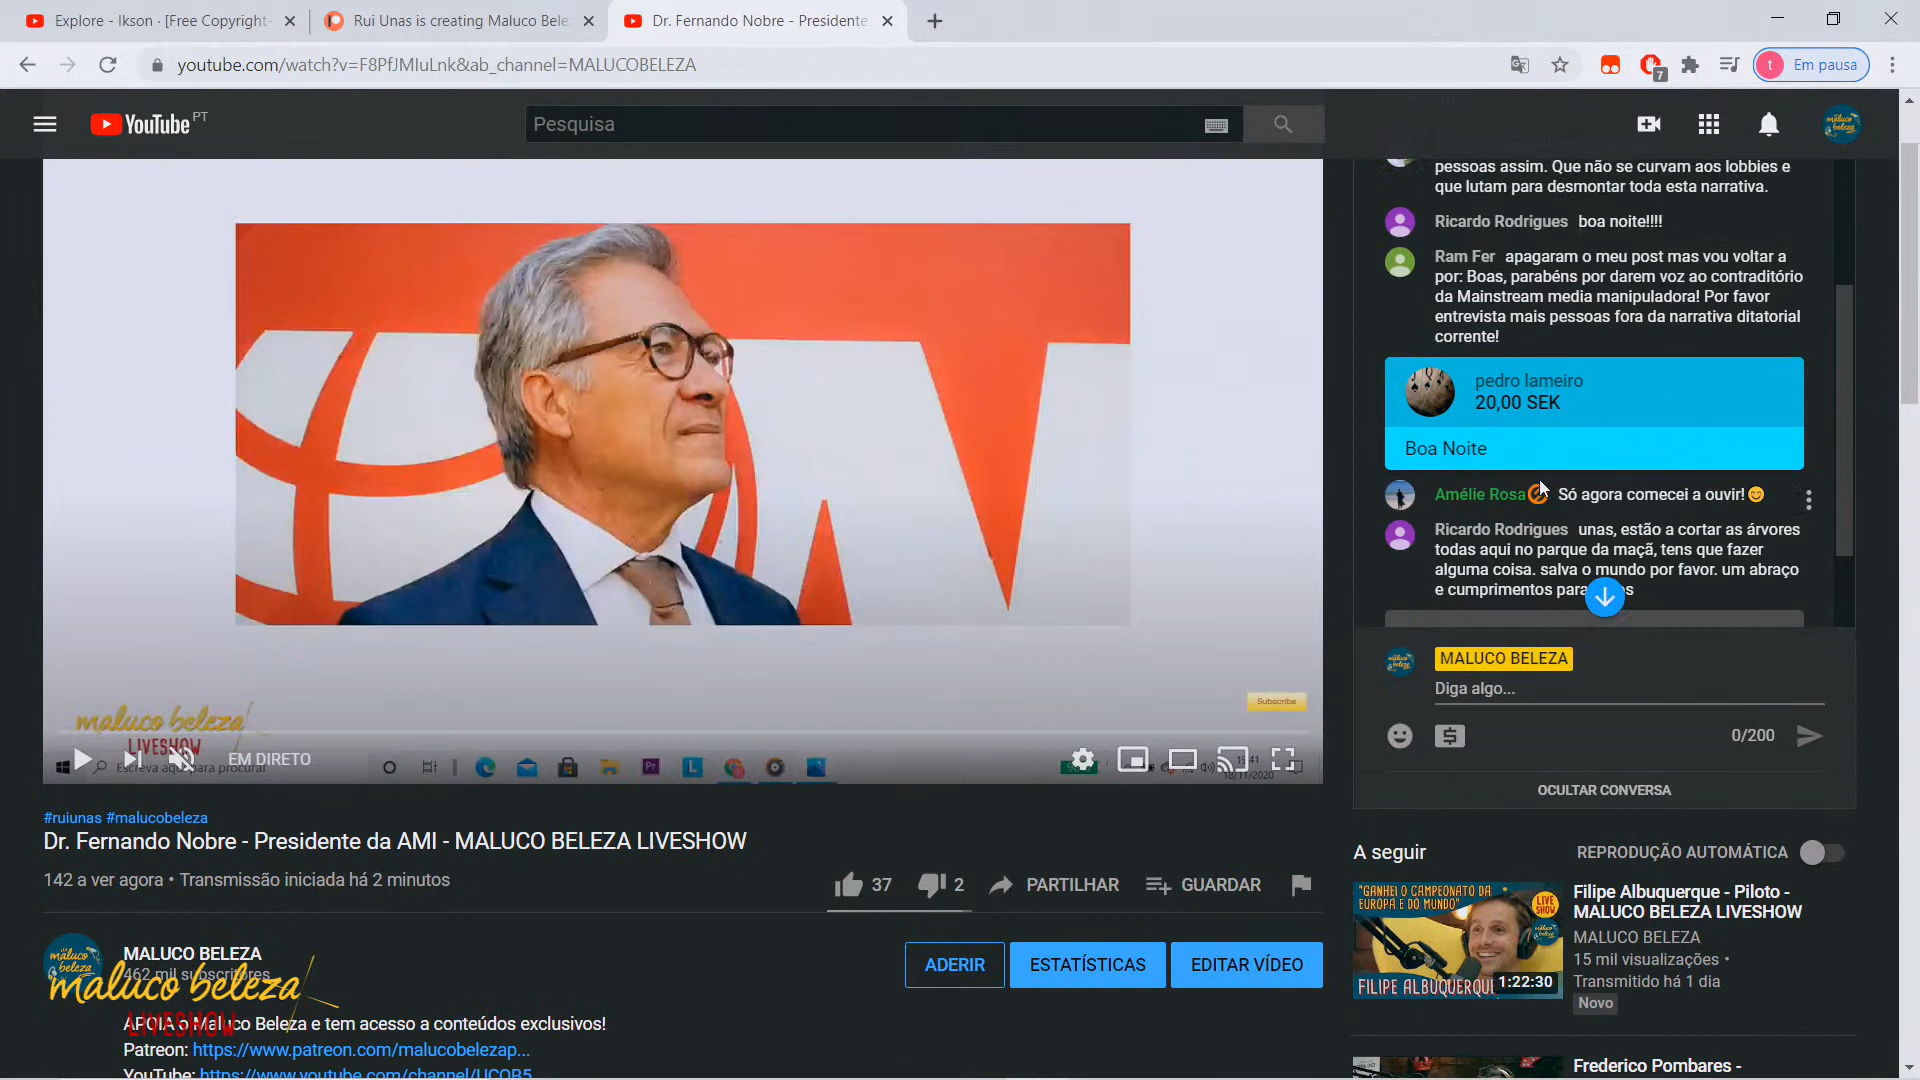 Explore - Ikson · [Free Copyright-
Rui Unas is creating Maluco Bele
Dr. Fernando Nobre - Presidente
youtube.com/watch?v=F8PfJMIuLnk&ab_channel=MALUCOBELEZA
7
t Em pausa
YouTube PT
Pesquisa
pessoas assim. Que não se curvam aos lobbies e
que lutam para desmontar toda esta narrativa.
Ricardo Rodrigues boa noite!!!!
Ram Fer apagaram o meu post mas vou voltar a
por: Boas, parabéns por darem voz ao contraditório
da Mainstream media manipuladora! Por favor
entrevista mais pessoas fora da narrativa ditatorial
corrente!
pedro lameiro
20,00 SEK
Boa Noite
Amélie Rosa Só agora comecei a ouvir!
Ricardo Rodrigues unas, estão a cortar as árvores
todas aqui no parque da maçã, tens que fazer
alguma coisa. salva o mundo por favor. um abraço
e cumprimentos para
MALUCO BELEZA
Diga algo...
0/200
OCULTAR CONVERSA
Subscribe
maluco beleza
LIVESHOW
EM DIRETO
Escreva aqui para procurar
18/11/2020
#ruiunas #malucobeleza
Dr. Fernando Nobre - Presidente da AMI - MALUCO BELEZA LIVESHOW
142 a ver agora • Transmissão iniciada há 2 minutos
37
2
PARTILHAR
GUARDAR
MALUCO BELEZA
462 mil subscritores
maluco beleza
LIVESHOW
ADERIR
ESTATÍSTICAS
EDITAR VÍDEO
APOIA o Maluco Beleza e tem acesso a conteúdos exclusivos!
Patreon: https://www.patreon.com/malucobelezap...
YouTube: https://www.youtube.com/channel/UCOB5
A seguir
REPRODUÇÃO AUTOMÁTICA
"GANHEI O CAMPEONATO DA
EUROPA E DO MUNDO"
LIVE
SHOW
FILIPE ALBUQUERQUE
1:22:30
Filipe Albuquerque - Piloto -
MALUCO BELEZA LIVESHOW
MALUCO BELEZA
15 mil visualizações •
Transmitido há 1 dia
Novo
Frederico Pombares -